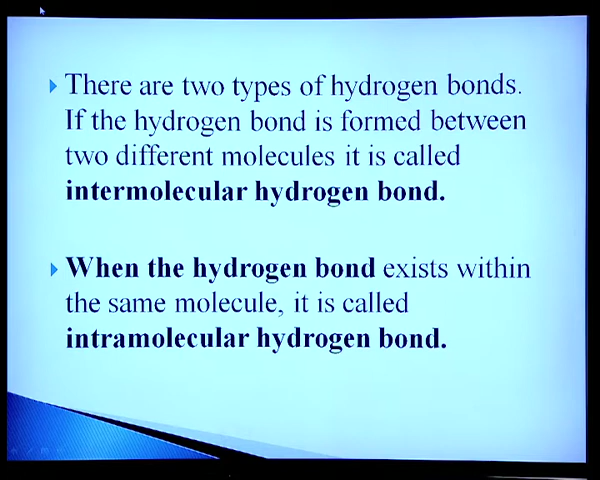 There are two types of hydrogen bonds.
If the hydrogen bond is formed between
two different molecules it is called
intermolecular hydrogen bond.
When the hydrogen bond exists within
the same molecule, it is called
intramolecular hydrogen bond.